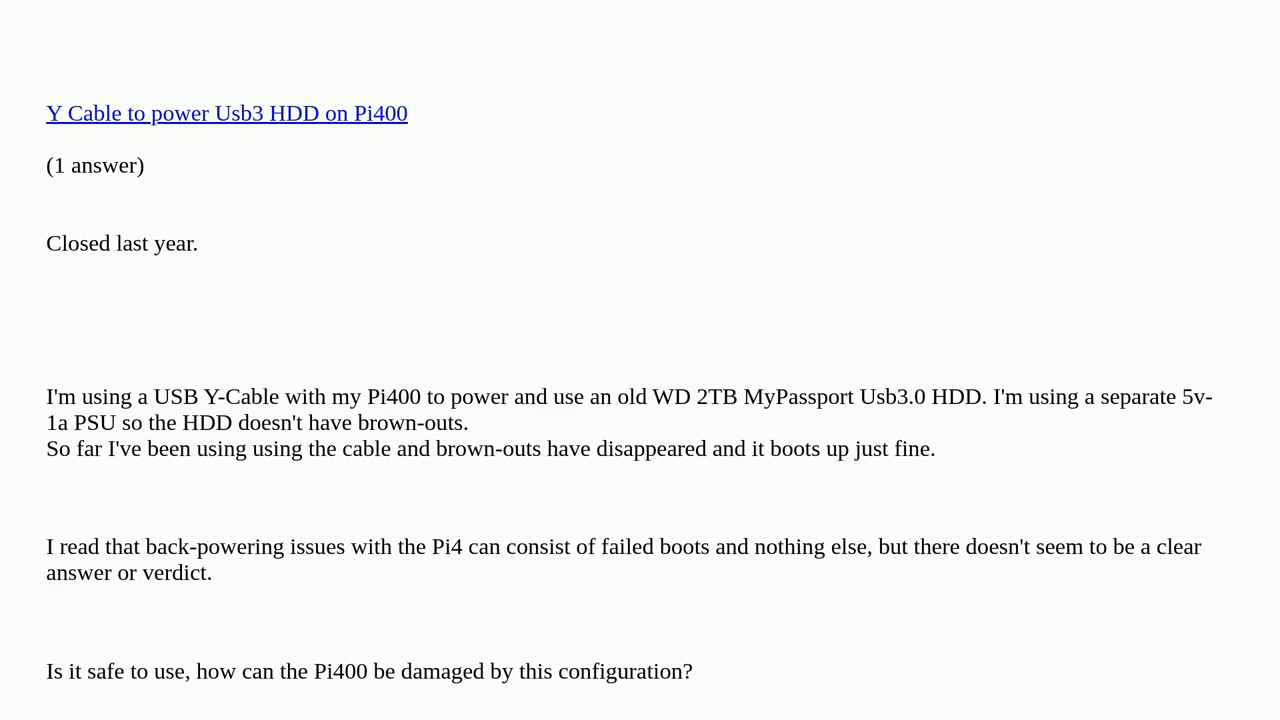 Y Cable to power Usb3 HDD on Pi400
(1 answer)
Closed last year.
I'm using a USB Y-Cable with my Pi400 to power and use an old WD 2TB MyPassport Usb3.0 HDD. I'm using a separate 5v-
1a PSU so the HDD doesn't have brown-outs.
So far I've been using using the cable and brown-outs have disappeared and it boots up just fine.
I read that back-powering issues with the Pi4 can consist of failed boots and nothing else, but there doesn't seem to be a clear
answer or verdict.
Is it safe to use, how can the Pi400 be damaged by this configuration?